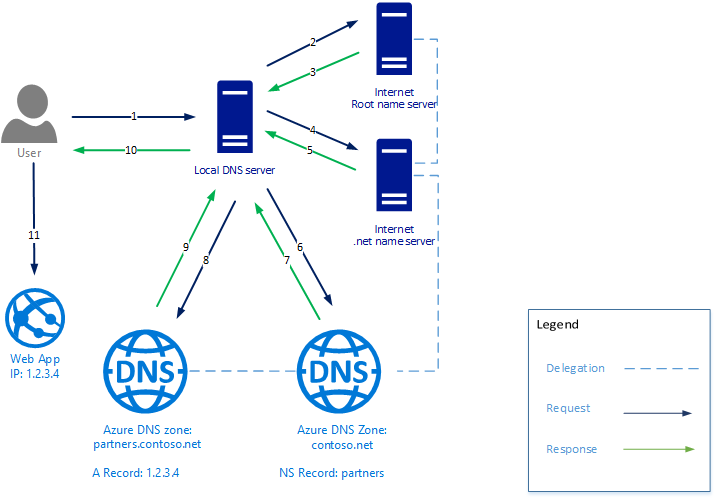 2
3
Internet
Root name server
1
10
User
Local DNS server
4
5
Internet
.net name server
11
9
8
6
7
Web App
IP: 1.2.3.4
DNS
DNS
Azure DNS zone:
partners.contoso.net
A Record: 1.2.3.4
Azure DNS Zone:
contoso.net
NS Record: partners
Legend
Delegation
Request
Response